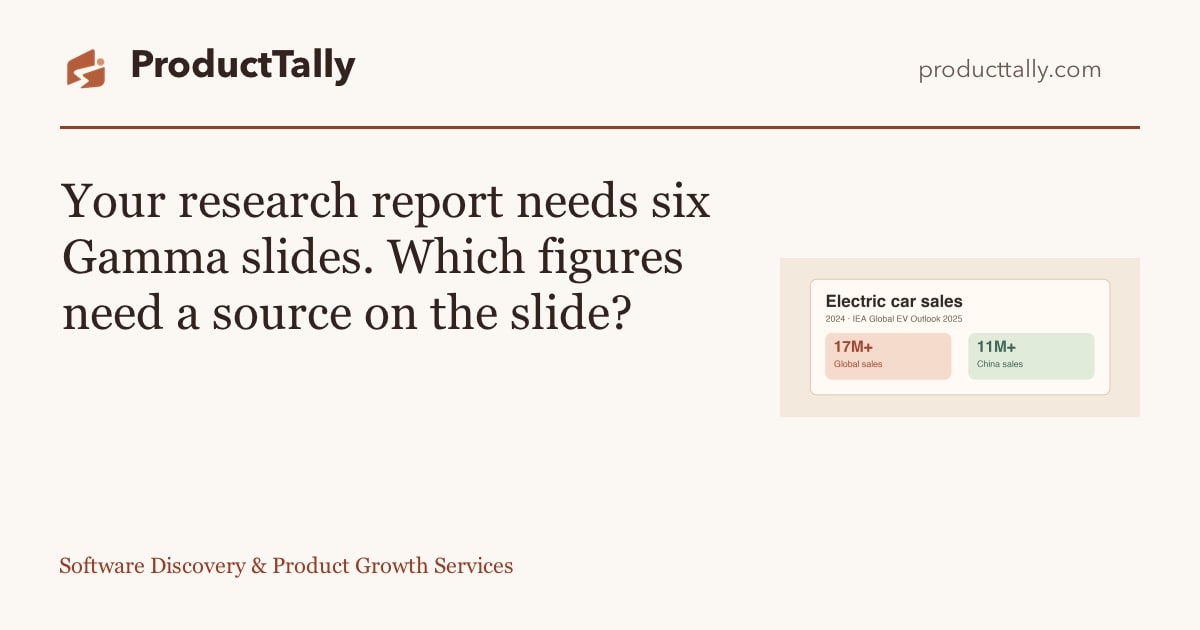 ProductTally
producttally.com
Your research report needs six
Gamma slides. Which figures
need a source on the slide?
Electric car sales
2024 · IEA Global EV Outlook 2025
17M+
Global sales
11M+
China sales
Software Discovery & Product Growth Services